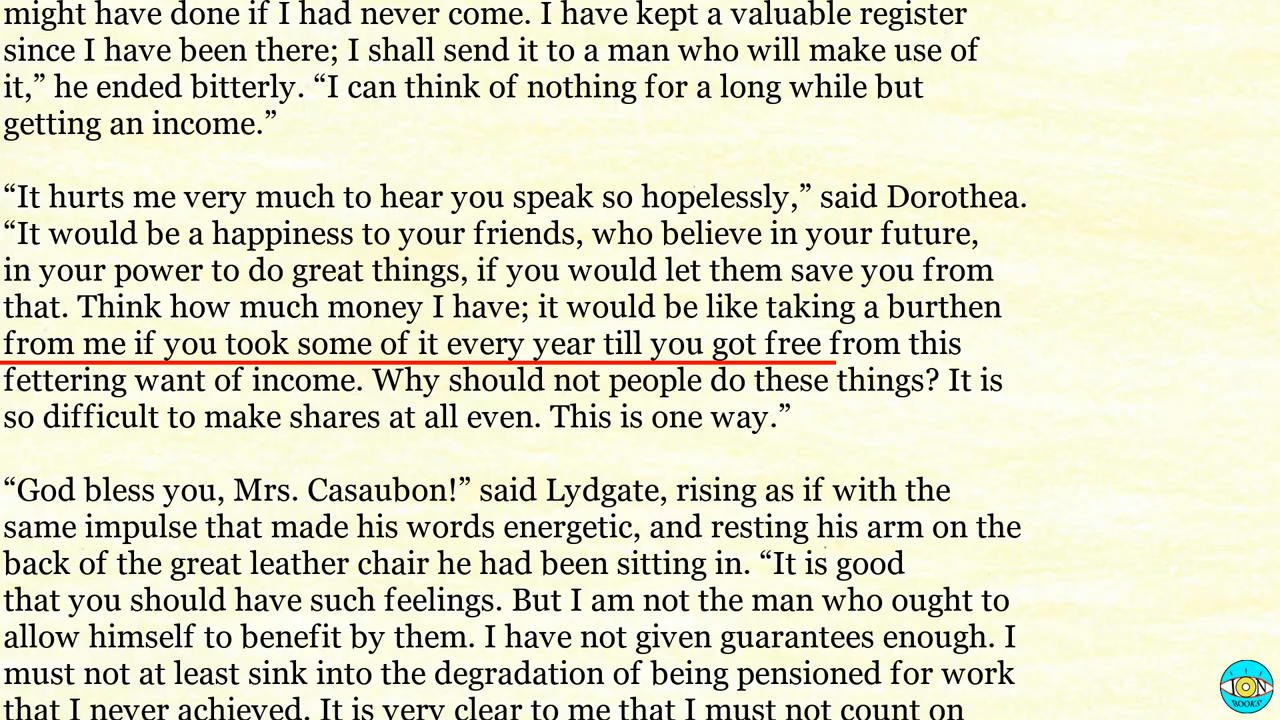 might have done if I had never come. I have kept a valuable register
since I have been there; I shall send it to a man who will make use of
it,” he ended bitterly. “I can think of nothing for a long while but
getting an income.”
“It hurts me very much to hear you speak so hopelessly,” said Dorothea.
“It would be a happiness to your friends, who believe in your future,
in your power to do great things, if you would let them save you from
that. Think how much money I have; it would be like taking a burthen
from me if you took some of it every year till you got free from this
fettering want of income. Why should not people do these things? It is
so difficult to make shares at all even. This is one way.”
“God bless you, Mrs. Casaubon!” said Lydgate, rising as if with the
same impulse that made his words energetic, and resting his arm on the
back of the great leather chair he had been sitting in. “It is good
that you should have such feelings. But I am not the man who ought to
allow himself to benefit by them. I have not given guarantees enough. I
must not at least sink into the degradation of being pensioned for work
that I never achieved. It is very clear to me that I must not count on
ION
BOOKS